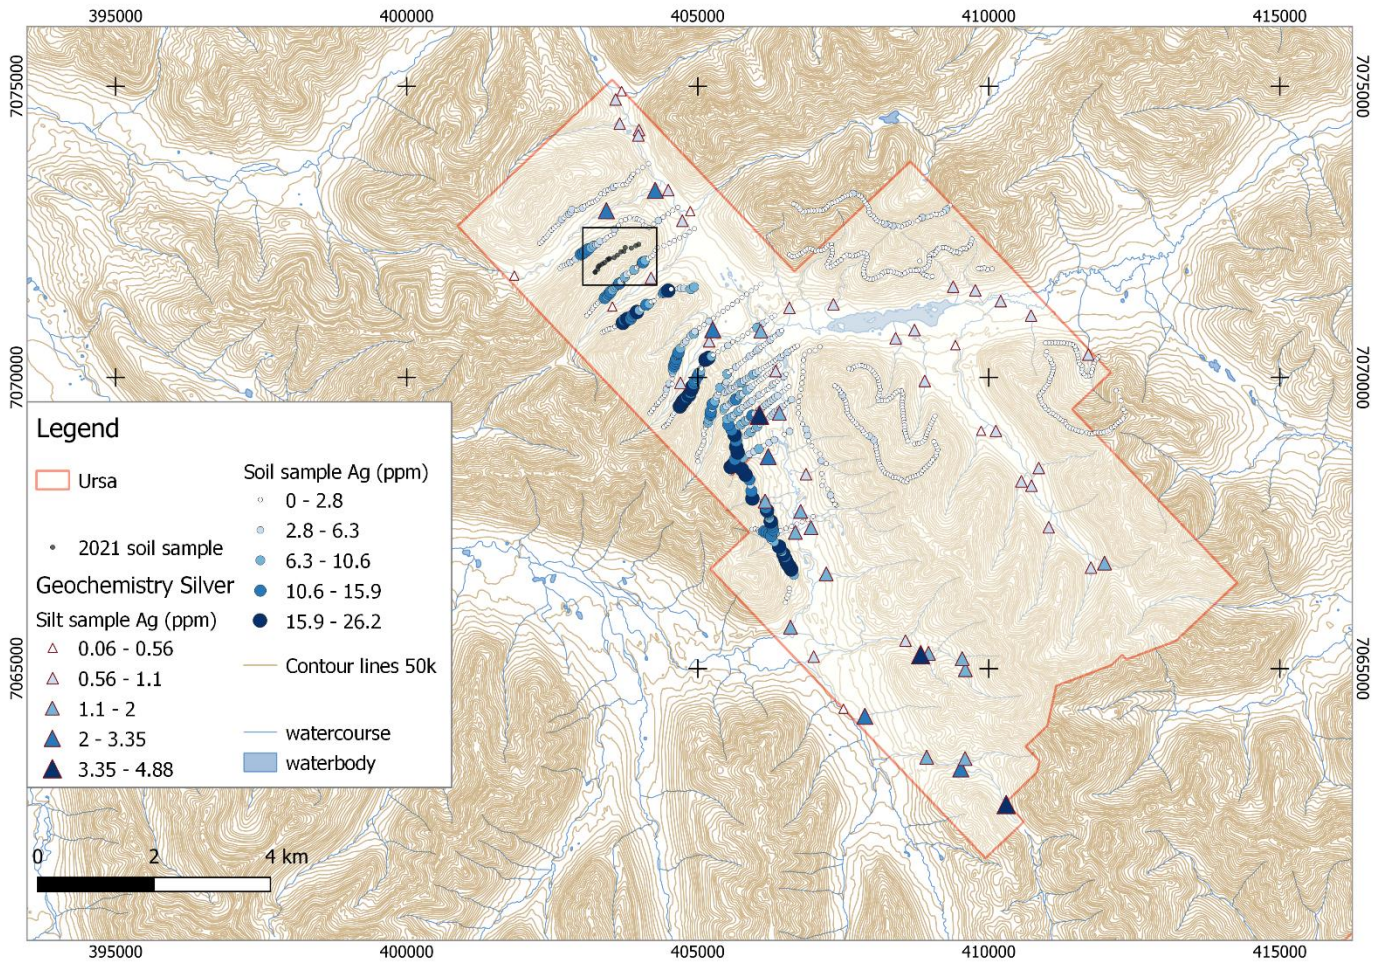 395000
400000
405000
410000
415000
7075000
7075000
7070000
7070000
7065000
Legend
Ursa
2021 soil sample
Geochemistry Silver
Silt sample Ag (ppm)
0.06 - 0.56
0.56 - 1.1
1.1 - 2
2 - 3.35
3.35 - 4.88
Soil sample Ag (ppm)
0 - 2.8
2.8 - 6.3
6.3 - 10.6
10.6 - 15.9
15.9 - 26.2
Contour lines 50k
watercourse
waterbody
7065000
0 2 4 km
395000
400000
405000
410000
415000